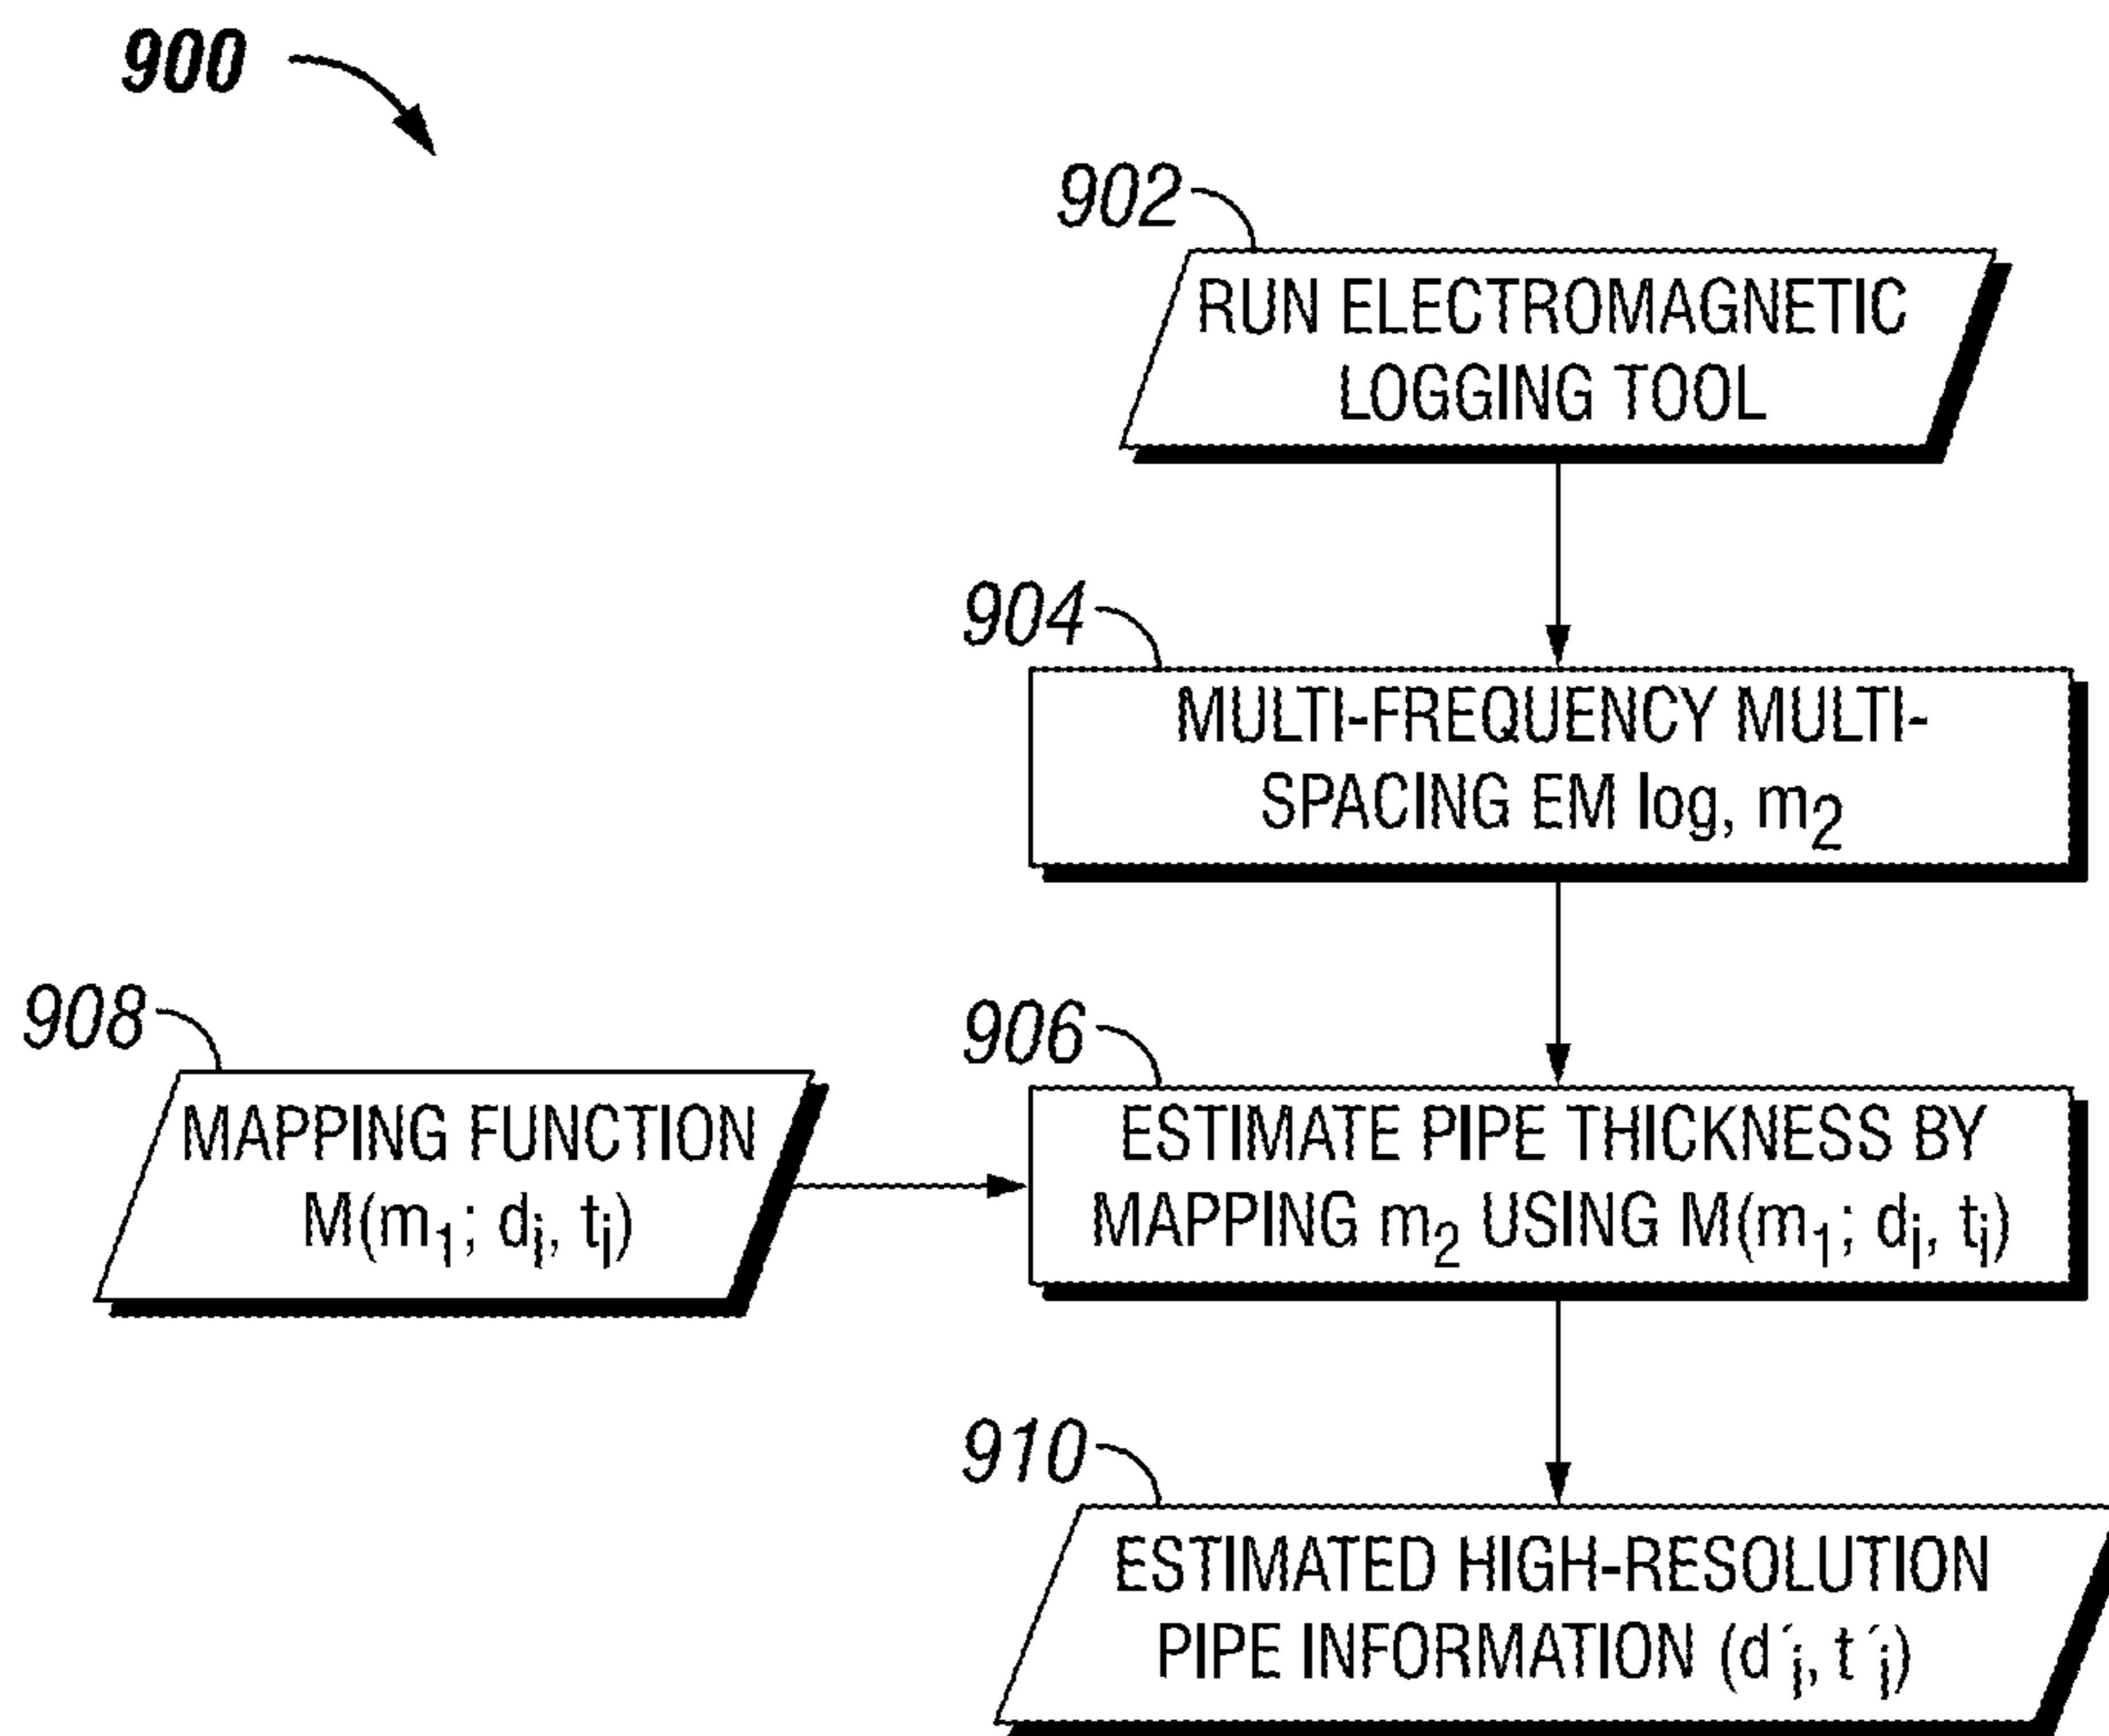 900
902
RUN ELECTROMAGNETIC
LOGGING TOOL
904
MULTI-FREQUENCY MULTI-
SPACING EM log, m₂
908
MAPPING FUNCTION
M(m₁; dᵢ, tᵢ)
906
ESTIMATE PIPE THICKNESS BY
MAPPING m₂ USING M(m₁; dᵢ, tᵢ)
910
ESTIMATED HIGH-RESOLUTION
PIPE INFORMATION (d´ᵢ, t´ᵢ)